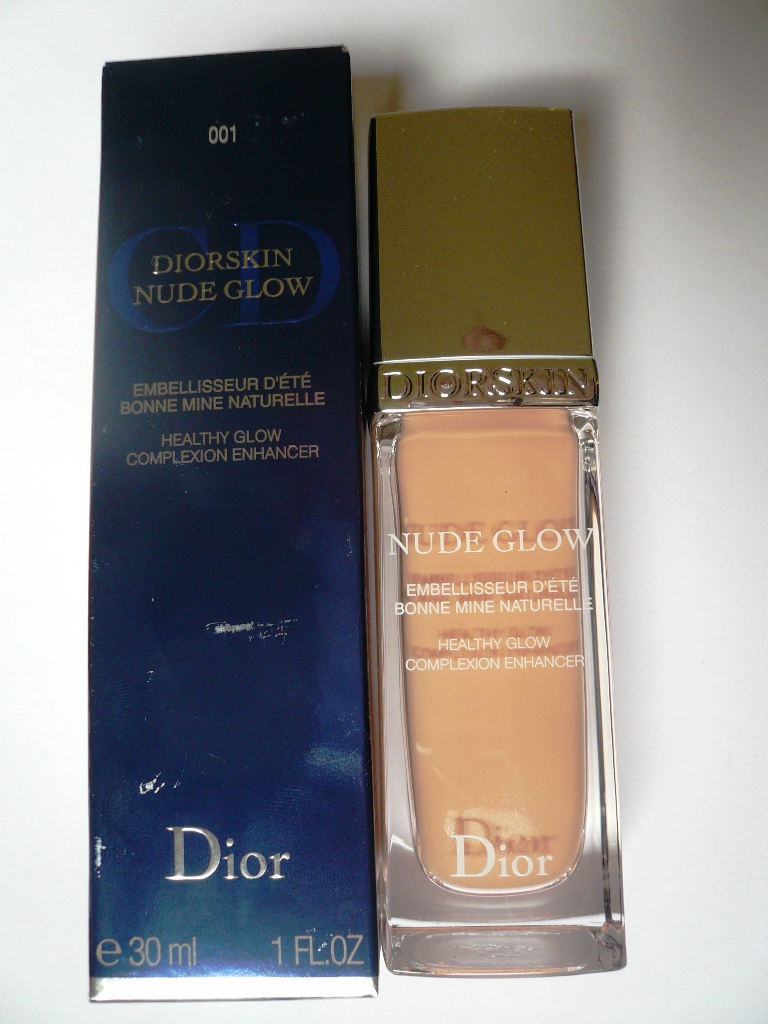 001
CD
DIORSKIN
NUDE GLOW
EMBELLISSEUR D'ÉTÉ
BONNE MINE NATURELLE
HEALTHY GLOW
COMPLEXION ENHANCER
Dior
e 30 ml 1 FL.OZ
DIORSKIN
NUDE GLOW
EMBELLISSEUR D'ÉTÉ
BONNE MINE NATURELLE
HEALTHY GLOW
COMPLEXION ENHANCER
Dior